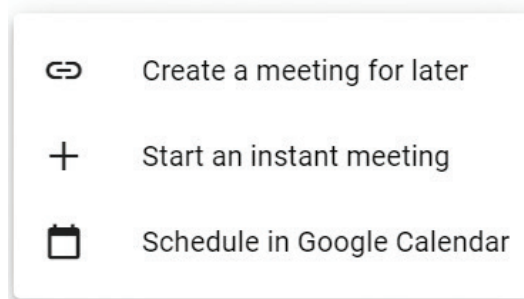 Create a meeting for later
Start an instant meeting
Schedule in Google Calendar